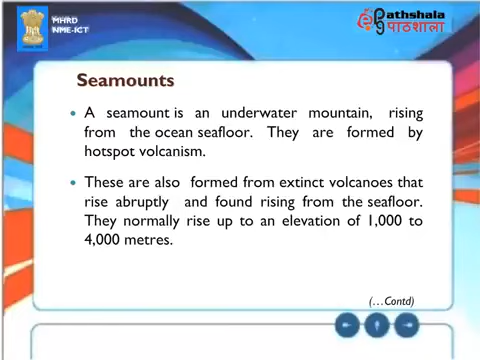 MHRD
NME-ICT
Pathshala
पाठशाला
Seamounts
• A seamount is an underwater mountain, rising
from the ocean seafloor. They are formed by
hotspot volcanism.
• These are also formed from extinct volcanoes that
rise abruptly and found rising from the seafloor.
They normally rise up to an elevation of 1,000 to
4,000 metres.
(…Contd)